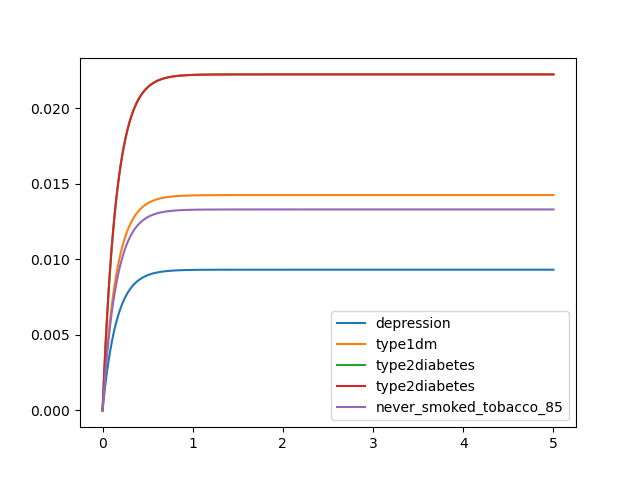 0.020
0.015
0.010
0.005
0.000
0 1 2 3 4 5
depression
type1dm
type2diabetes
type2diabetes
never_smoked_tobacco_85